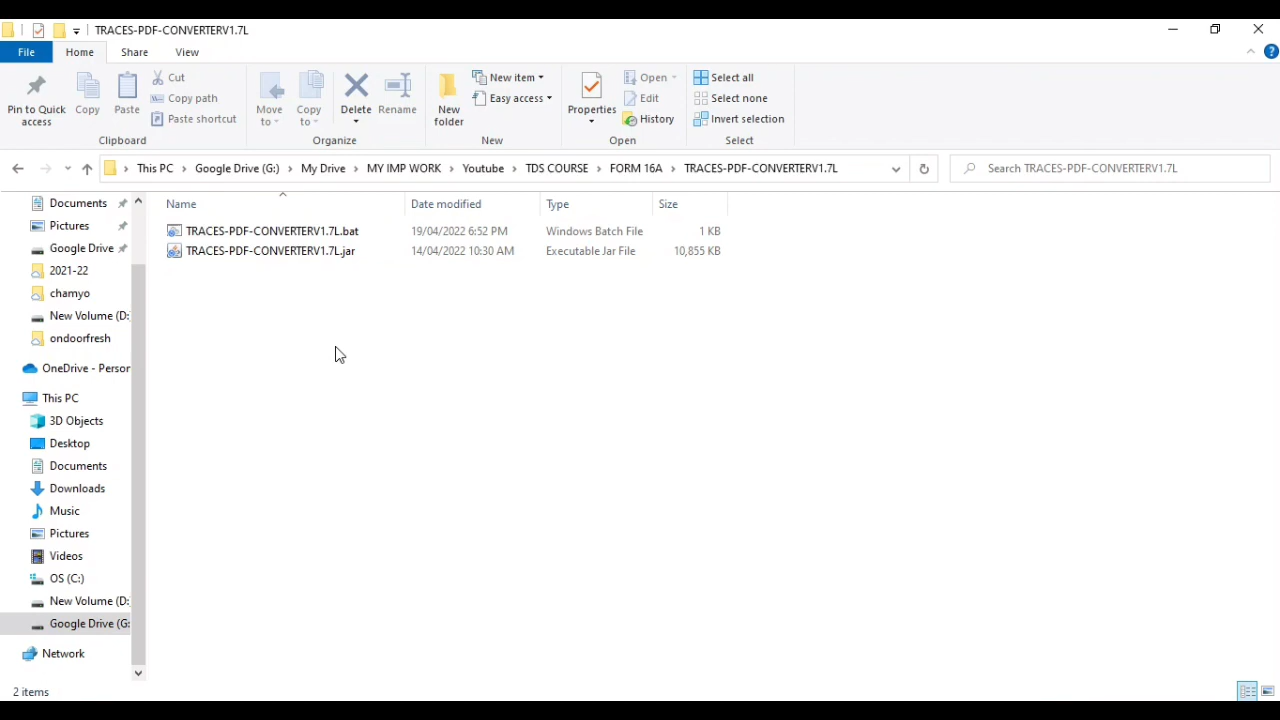 TRACES-PDF-CONVERTERV1.7L
File Home Share View
Pin to Quick access
Copy
Paste
Cut
Copy path
Paste shortcut
Clipboard
Move to
Copy to
Delete
Rename
Organize
New folder
New item
Easy access
New
Properties
Open
Edit
History
Open
Select all
Select none
Invert selection
Select
This PC > Google Drive (G:) > My Drive > MY IMP WORK > Youtube > TDS COURSE > FORM 16A > TRACES-PDF-CONVERTERV1.7L
Search TRACES-PDF-CONVERTERV1.7L
Documents
Pictures
Google Drive
2021-22
chamyo
New Volume (D:
ondoorfresh
OneDrive - Person
This PC
3D Objects
Desktop
Documents
Downloads
Music
Pictures
Videos
OS (C:)
New Volume (D:
Google Drive (G:
Network
Name Date modified Type Size
TRACES-PDF-CONVERTERV1.7L.bat 19/04/2022 6:52 PM Windows Batch File 1 KB
TRACES-PDF-CONVERTERV1.7L.jar 14/04/2022 10:30 AM Executable Jar File 10,855 KB
2 items